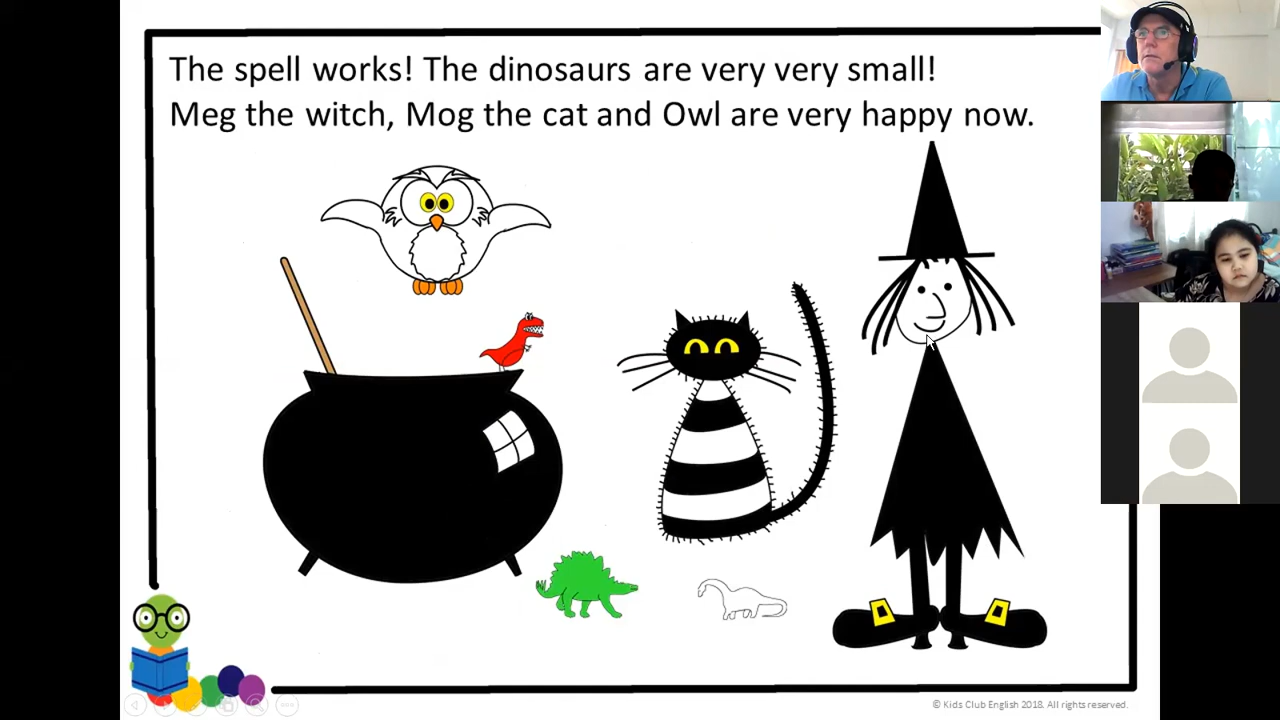 The spell works! The dinosaurs are very very small!
Meg the witch, Mog the cat and Owl are very happy now.
© Kids Club English 2018. All rights reserved.